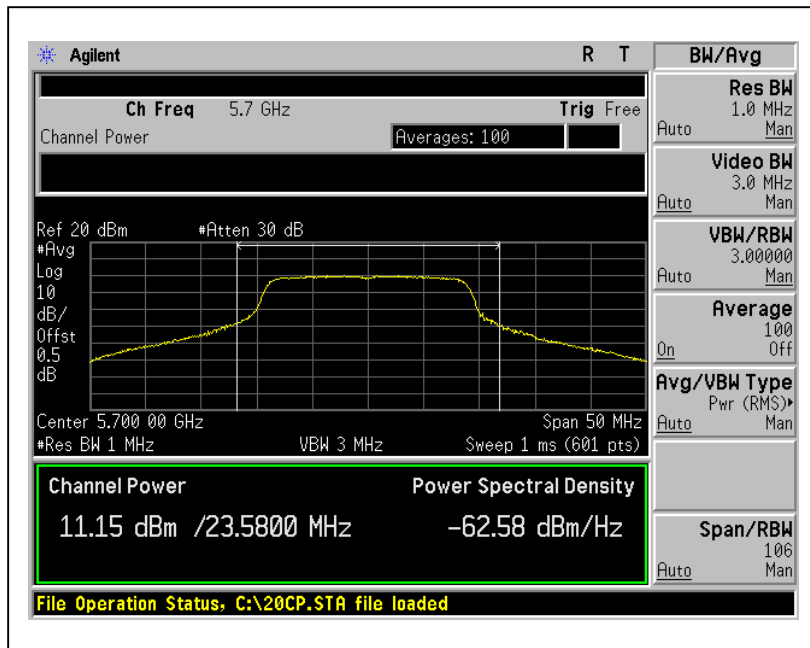 Agilent R T
Ch Freq 5.7 GHz Trig Free
Channel Power Averages: 100
Ref 20 dBm #Atten 30 dB
#Avg
Log
10
dB/
Offst
0.5
dB
Center 5.700 00 GHz Span 50 MHz
#Res BW 1 MHz VBW 3 MHz Sweep 1 ms (601 pts)
Channel Power Power Spectral Density
11.15 dBm /23.5800 MHz -62.58 dBm/Hz
File Operation Status, C:\20CP.STA file loaded
BW/Avg
Res BW
1.0 MHz
Auto Man
Video BW
3.0 MHz
Auto Man
VBW/RBW
3.00000
Auto Man
Average
100
On Off
Avg/VBW Type
Pwr (RMS)▸
Auto Man
Span/RBW
106
Auto Man